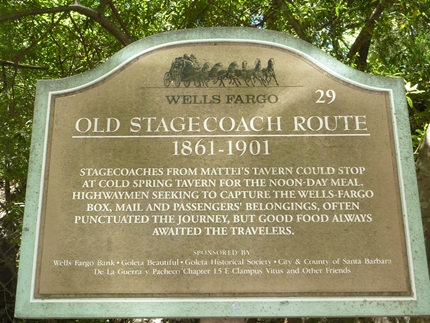 WELLS FARGO
29
OLD STAGECOACH ROUTE
1861-1901
STAGECOACHES FROM MATTEI'S TAVERN COULD STOP
AT COLD SPRING TAVERN FOR THE NOON-DAY MEAL.
HIGHWAYMEN SEEKING TO CAPTURE THE WELLS-FARGO
BOX, MAIL AND PASSENGERS' BELONGINGS, OFTEN
PUNCTUATED THE JOURNEY, BUT GOOD FOOD ALWAYS
AWAITED THE TRAVELERS.
SPONSORED BY
Wells Fargo Bank • Goleta Beautiful • Goleta Historical Society • City & County of Santa Barbara
De La Guerra y Pacheco Chapter 15 E Clampus Vitus and Other Friends